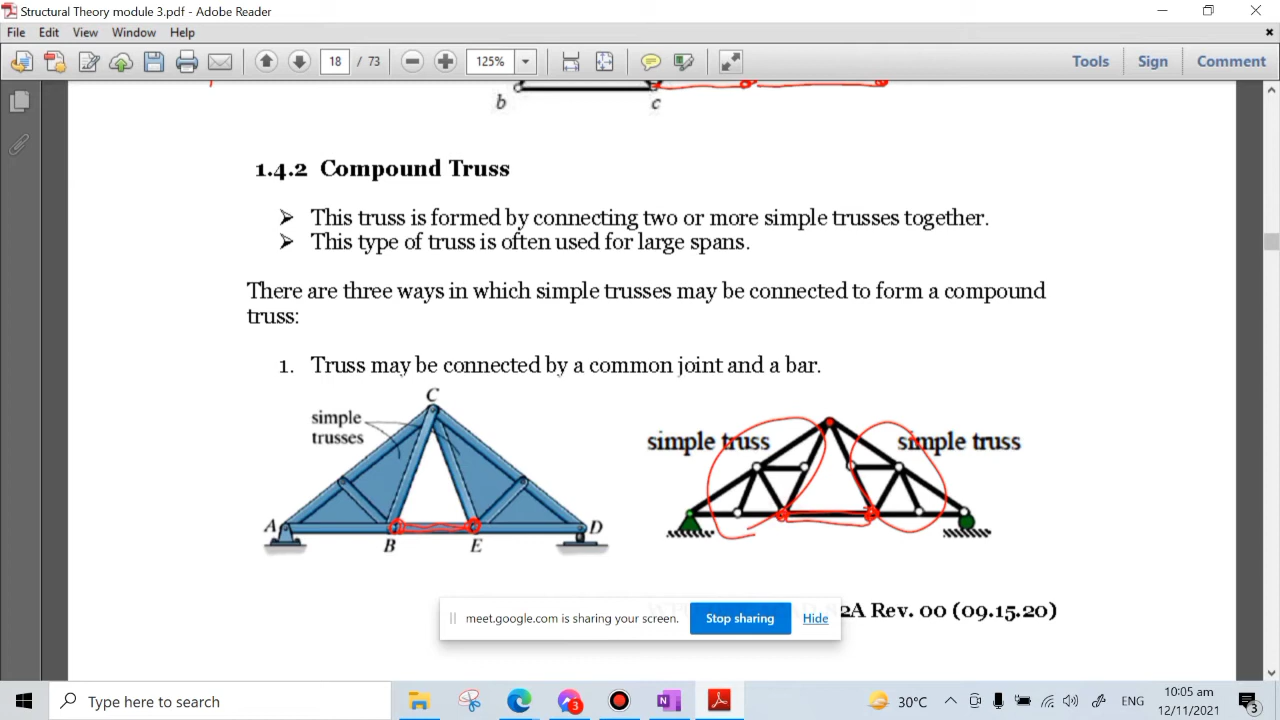 Structural Theory module 3.pdf - Adobe Reader
File Edit View Window Help
18 / 73
125%
Tools Sign Comment
b c
1.4.2 Compound Truss
This truss is formed by connecting two or more simple trusses together.
This type of truss is often used for large spans.
There are three ways in which simple trusses may be connected to form a compound
truss:
1. Truss may be connected by a common joint and a bar.
C
simple
trusses
A
D
B E
simple truss simple truss
2A Rev. 00 (09.15.20)
meet.google.com is sharing your screen. Stop sharing Hide
Type here to search
3
30°C
ENG
10:05 am
12/11/2021
3